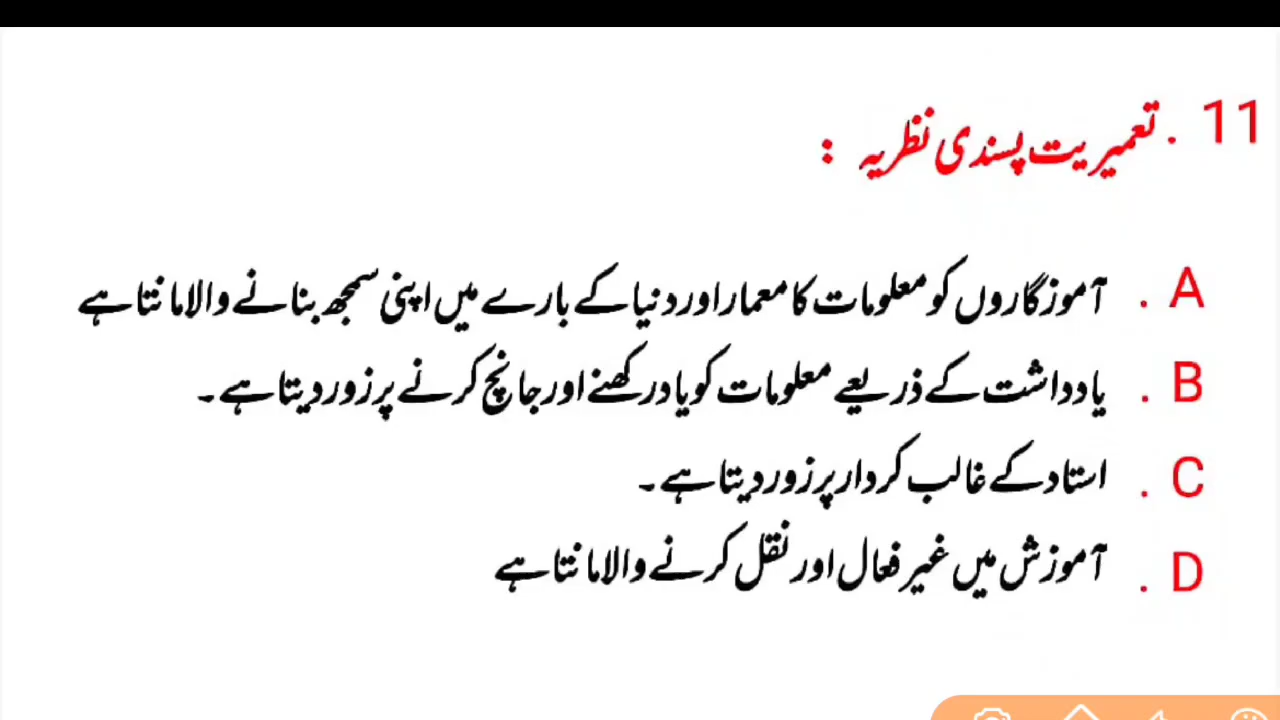 11 . تعمیریت پسندی نظریہ :
A . آموزگاروں کو معلومات کا معمار اور دنیا کے بارے میں اپنی سمجھ بنانے والا مانتا ہے
B . یادداشت کے ذریعے معلومات کو یاد رکھنے اور جانچ کرنے پر زور دیتا ہے۔
C . استاد کے غالب کردار پر زور دیتا ہے۔
D . آموزش میں غیر فعال اور نقل کرنے والا مانتا ہے